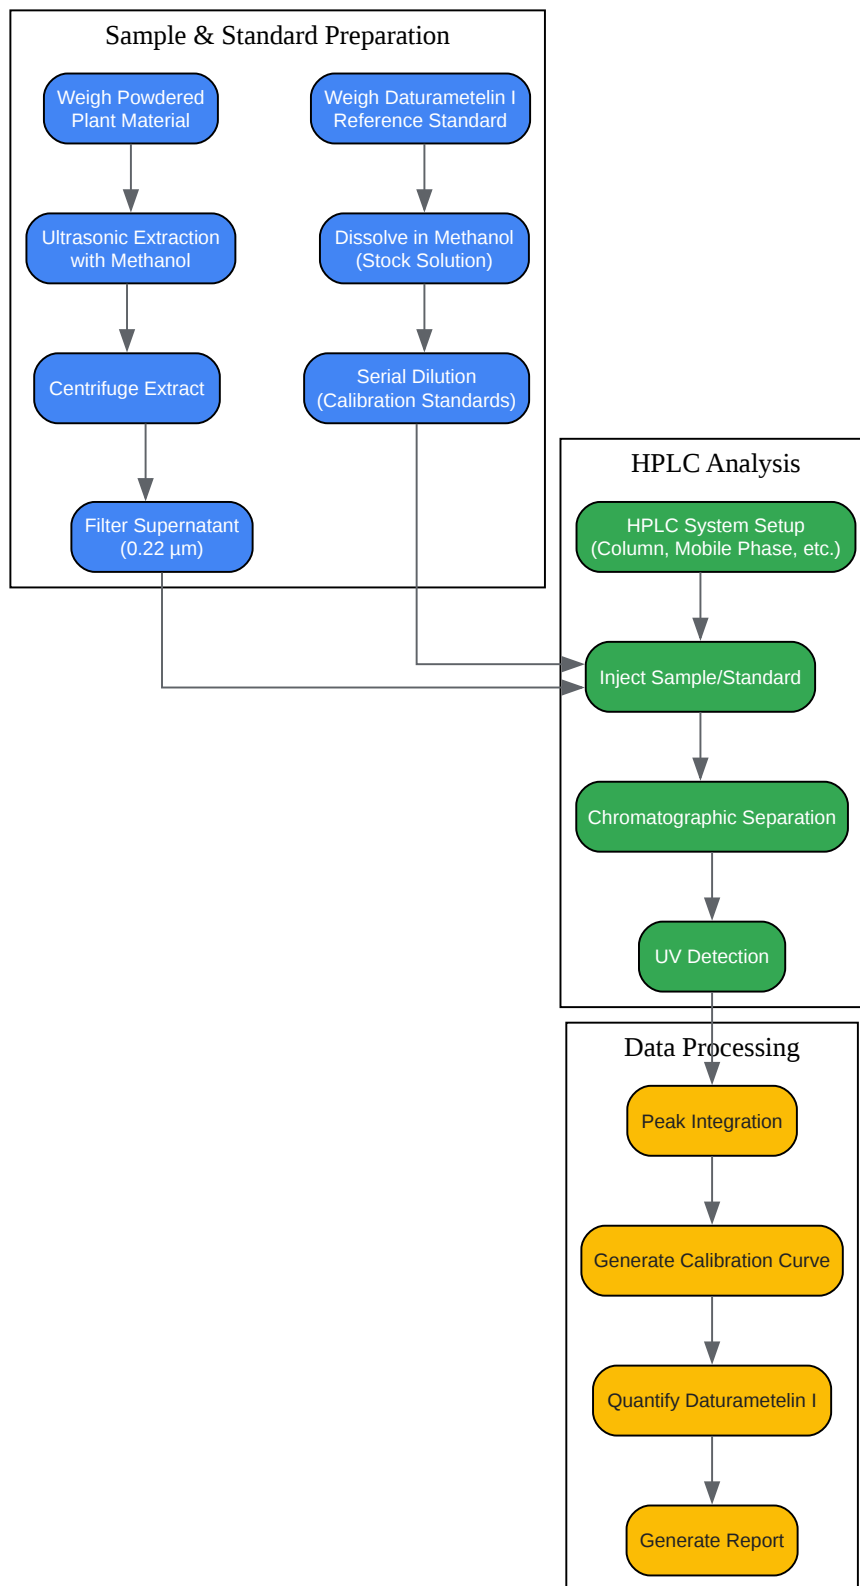 Sample & Standard Preparation
Weigh Powdered
Plant Material
Ultrasonic Extraction
with Methanol
Centrifuge Extract
Filter Supernatant
(0.22 µm)
Weigh Daturametelin I
Reference Standard
Dissolve in Methanol
(Stock Solution)
Serial Dilution
(Calibration Standards)
HPLC Analysis
HPLC System Setup
(Column, Mobile Phase, etc.)
Inject Sample/Standard
Chromatographic Separation
UV Detection
Data Processing
Peak Integration
Generate Calibration Curve
Quantify Daturametelin I
Generate Report